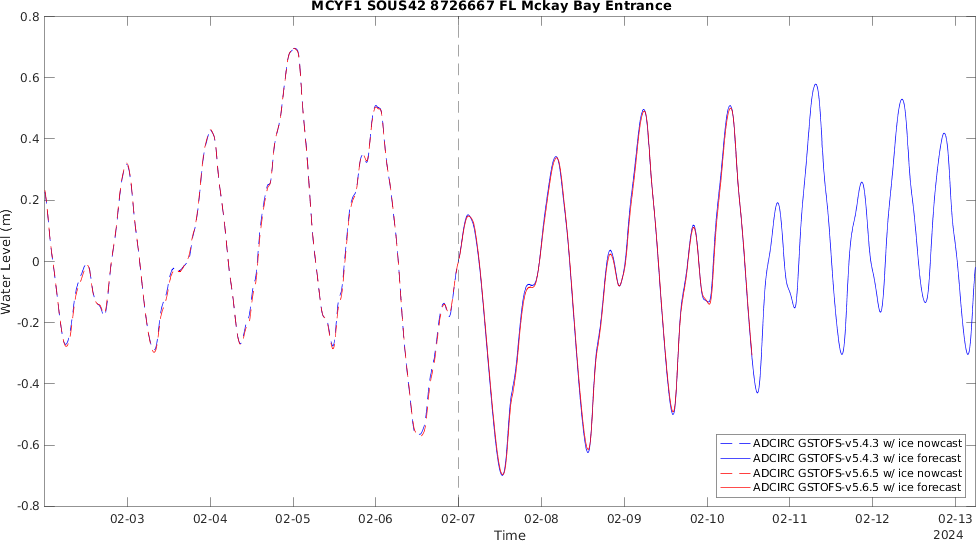 MCYF1 SOUS42 8726667 FL Mckay Bay Entrance
0.8
0.6
0.4
0.2
0
-0.2
-0.4
-0.6
-0.8
Water Level (m)
ADCIRC GSTOFS-v5.4.3 w/ ice nowcast
ADCIRC GSTOFS-v5.4.3 w/ ice forecast
ADCIRC GSTOFS-v5.6.5 w/ ice nowcast
ADCIRC GSTOFS-v5.6.5 w/ ice forecast
02-03 02-04 02-05 02-06 02-07 02-08 02-09 02-10 02-11 02-12 02-13
Time
2024